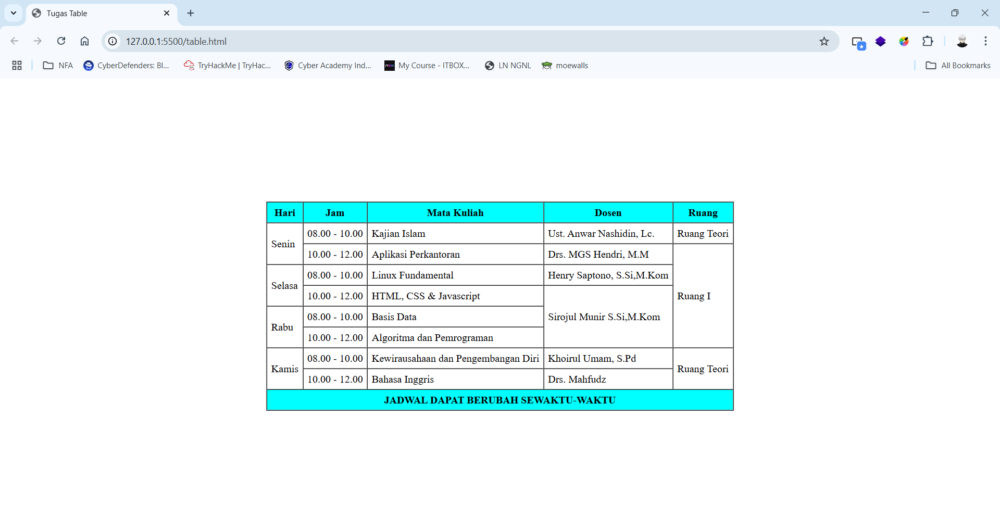 Tugas Table
127.0.0.1:5500/table.html
NFA CyberDefenders: Bl... TryHackMe | TryHac... Cyber Academy Ind... My Course - ITBOX... LN NGNL moewalls All Bookmarks
Hari Jam Mata Kuliah Dosen Ruang
Senin 08.00 - 10.00 Kajian Islam Ust. Anwar Nashidin, Lc. Ruang Teori
10.00 - 12.00 Aplikasi Perkantoran Drs. MGS Hendri, M.M Ruang I
Selasa 08.00 - 10.00 Linux Fundamental Henry Saptono, S.Si,M.Kom
10.00 - 12.00 HTML, CSS & Javascript Sirojul Munir S.Si,M.Kom
Rabu 08.00 - 10.00 Basis Data
10.00 - 12.00 Algoritma dan Pemrograman
Kamis 08.00 - 10.00 Kewirausahaan dan Pengembangan Diri Khoirul Umam, S.Pd Ruang Teori
10.00 - 12.00 Bahasa Inggris Drs. Mahfudz
JADWAL DAPAT BERUBAH SEWAKTU-WAKTU